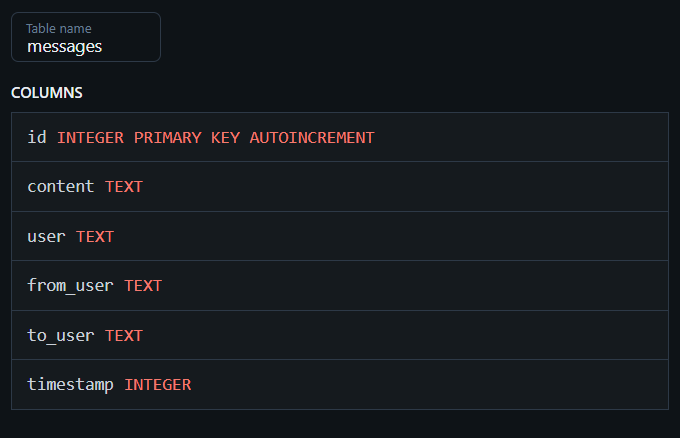 Table name
messages
COLUMNS
id INTEGER PRIMARY KEY AUTOINCREMENT
content TEXT
user TEXT
from_user TEXT
to_user TEXT
timestamp INTEGER